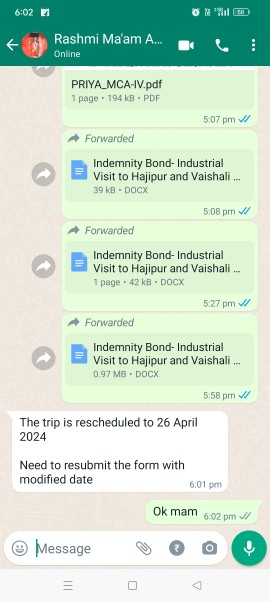 6:02
58
Rashmi Ma'am A...
Online
PRIYA_MCA-IV.pdf
1 page • 194 kB • PDF
5:07 pm
Forwarded
Indemnity Bond- Industrial
Visit to Hajipur and Vaishali ...
39 kB • DOCX
5:08 pm
Forwarded
Indemnity Bond- Industrial
Visit to Hajipur and Vaishali ...
1 page • 42 kB • DOCX
5:27 pm
Forwarded
Indemnity Bond- Industrial
Visit to Hajipur and Vaishali ...
0.97 MB • DOCX
5:58 pm
The trip is rescheduled to 26 April
2024
Need to resubmit the form with
modified date
6:01 pm
Ok mam 6:02 pm
Message